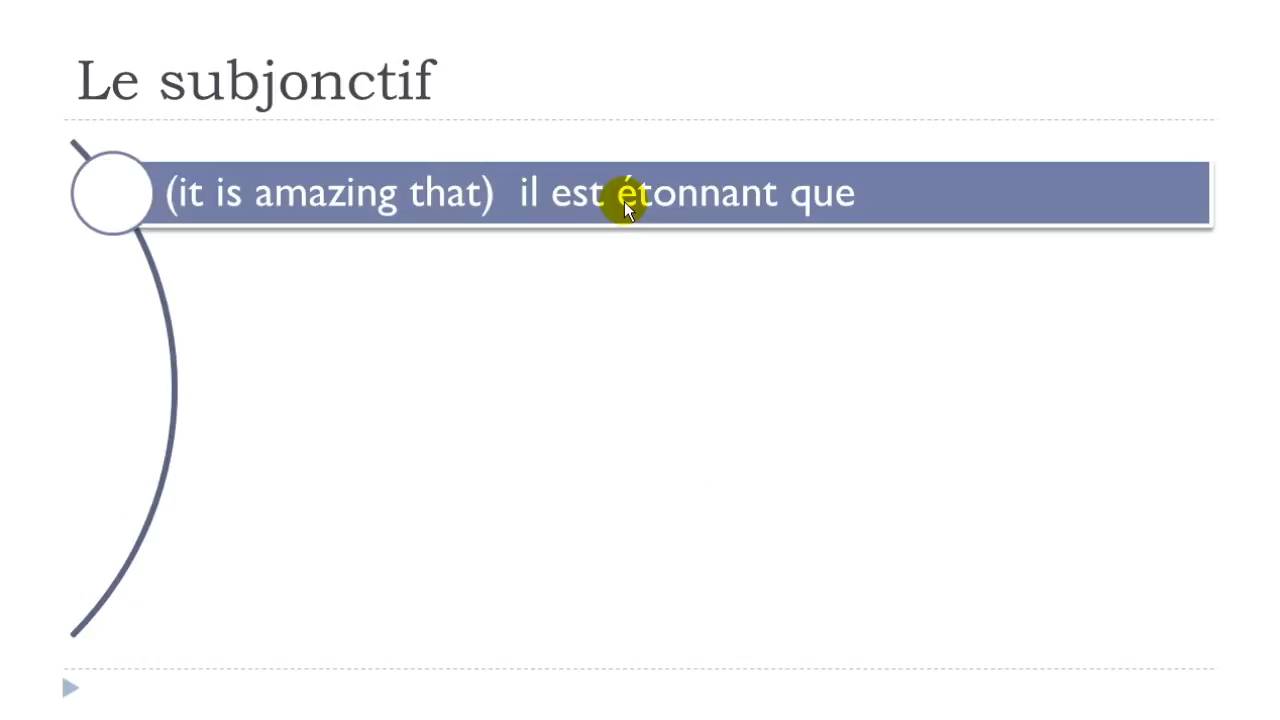 Le subjonctif
(it is amazing that) il est étonnant que